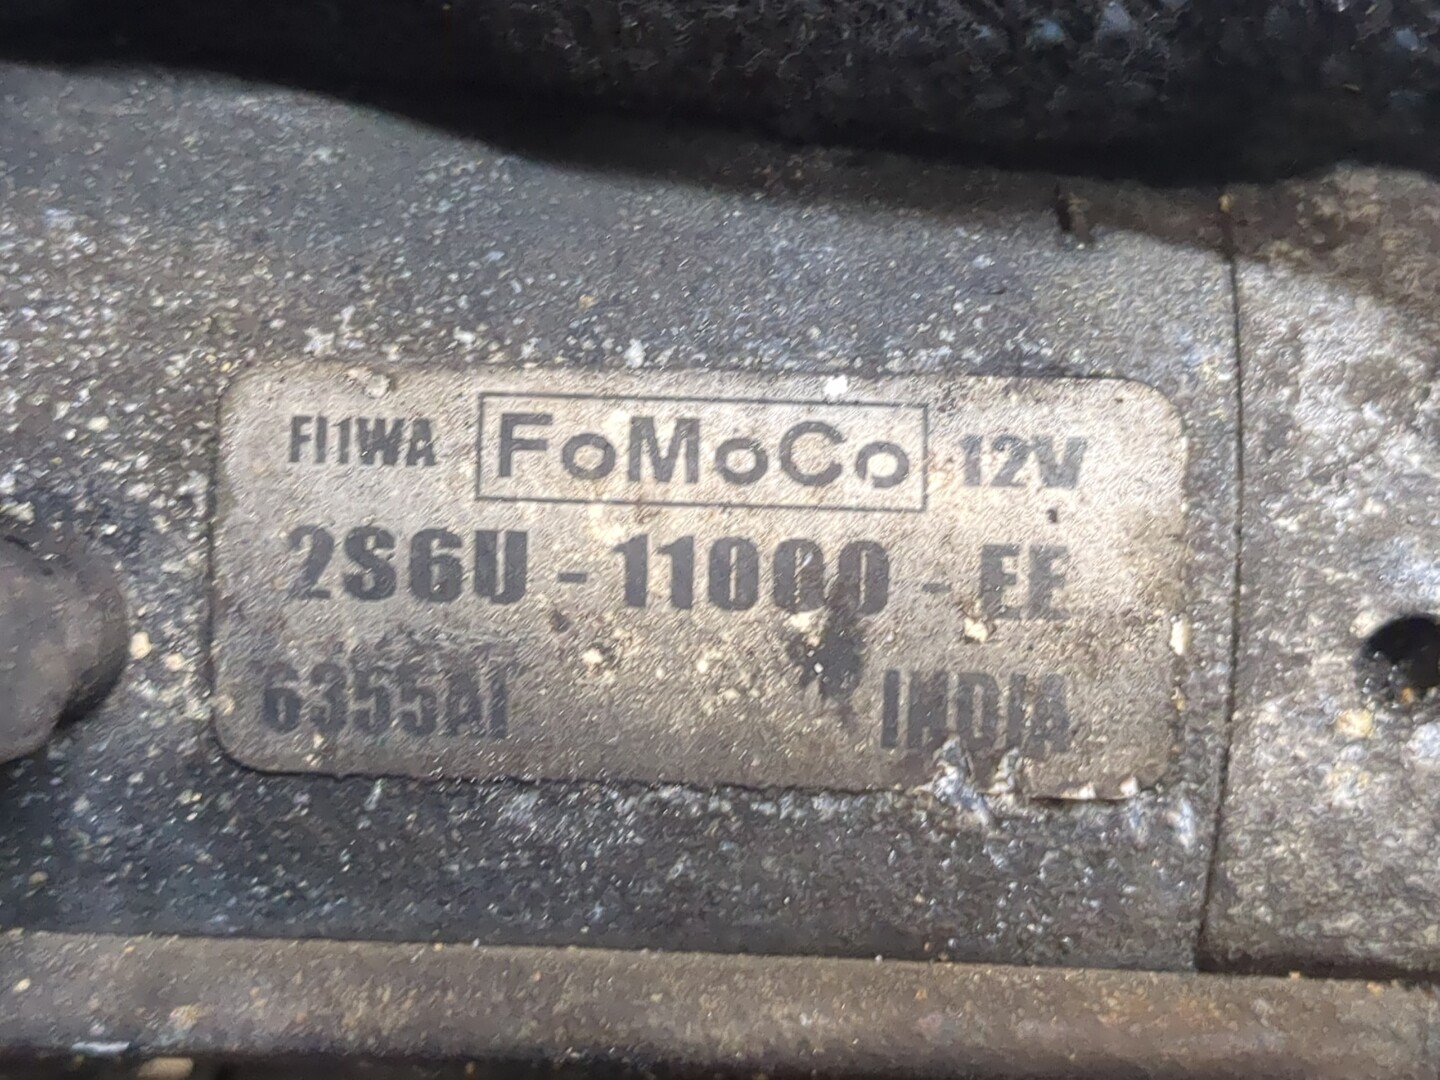 FI1WA FoMoCo 12V
2S6U - 11000 - EE
6355AI INDIA